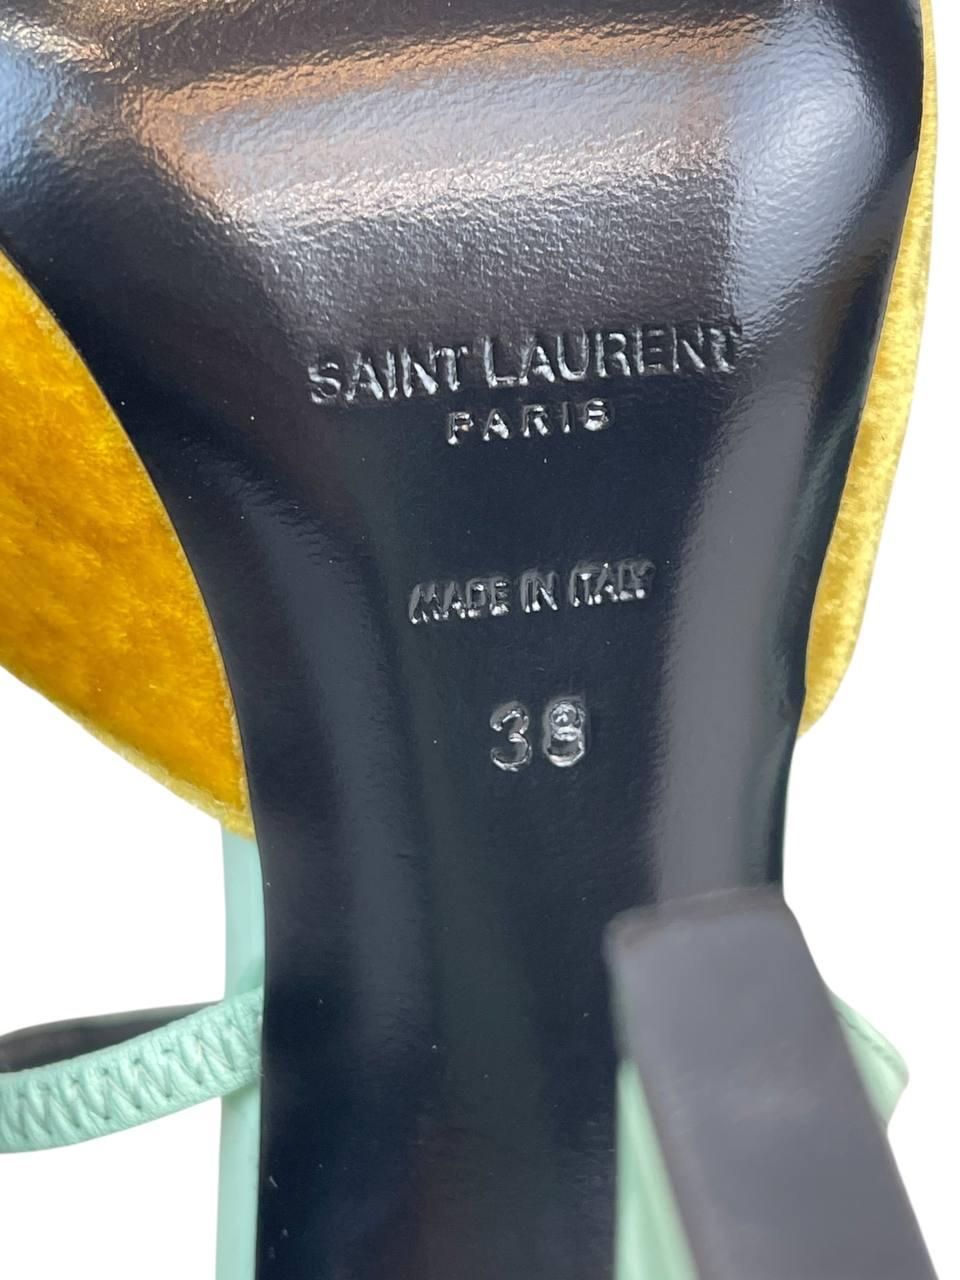 SAINT LAURENT
PARIS
MADE IN ITALY
38